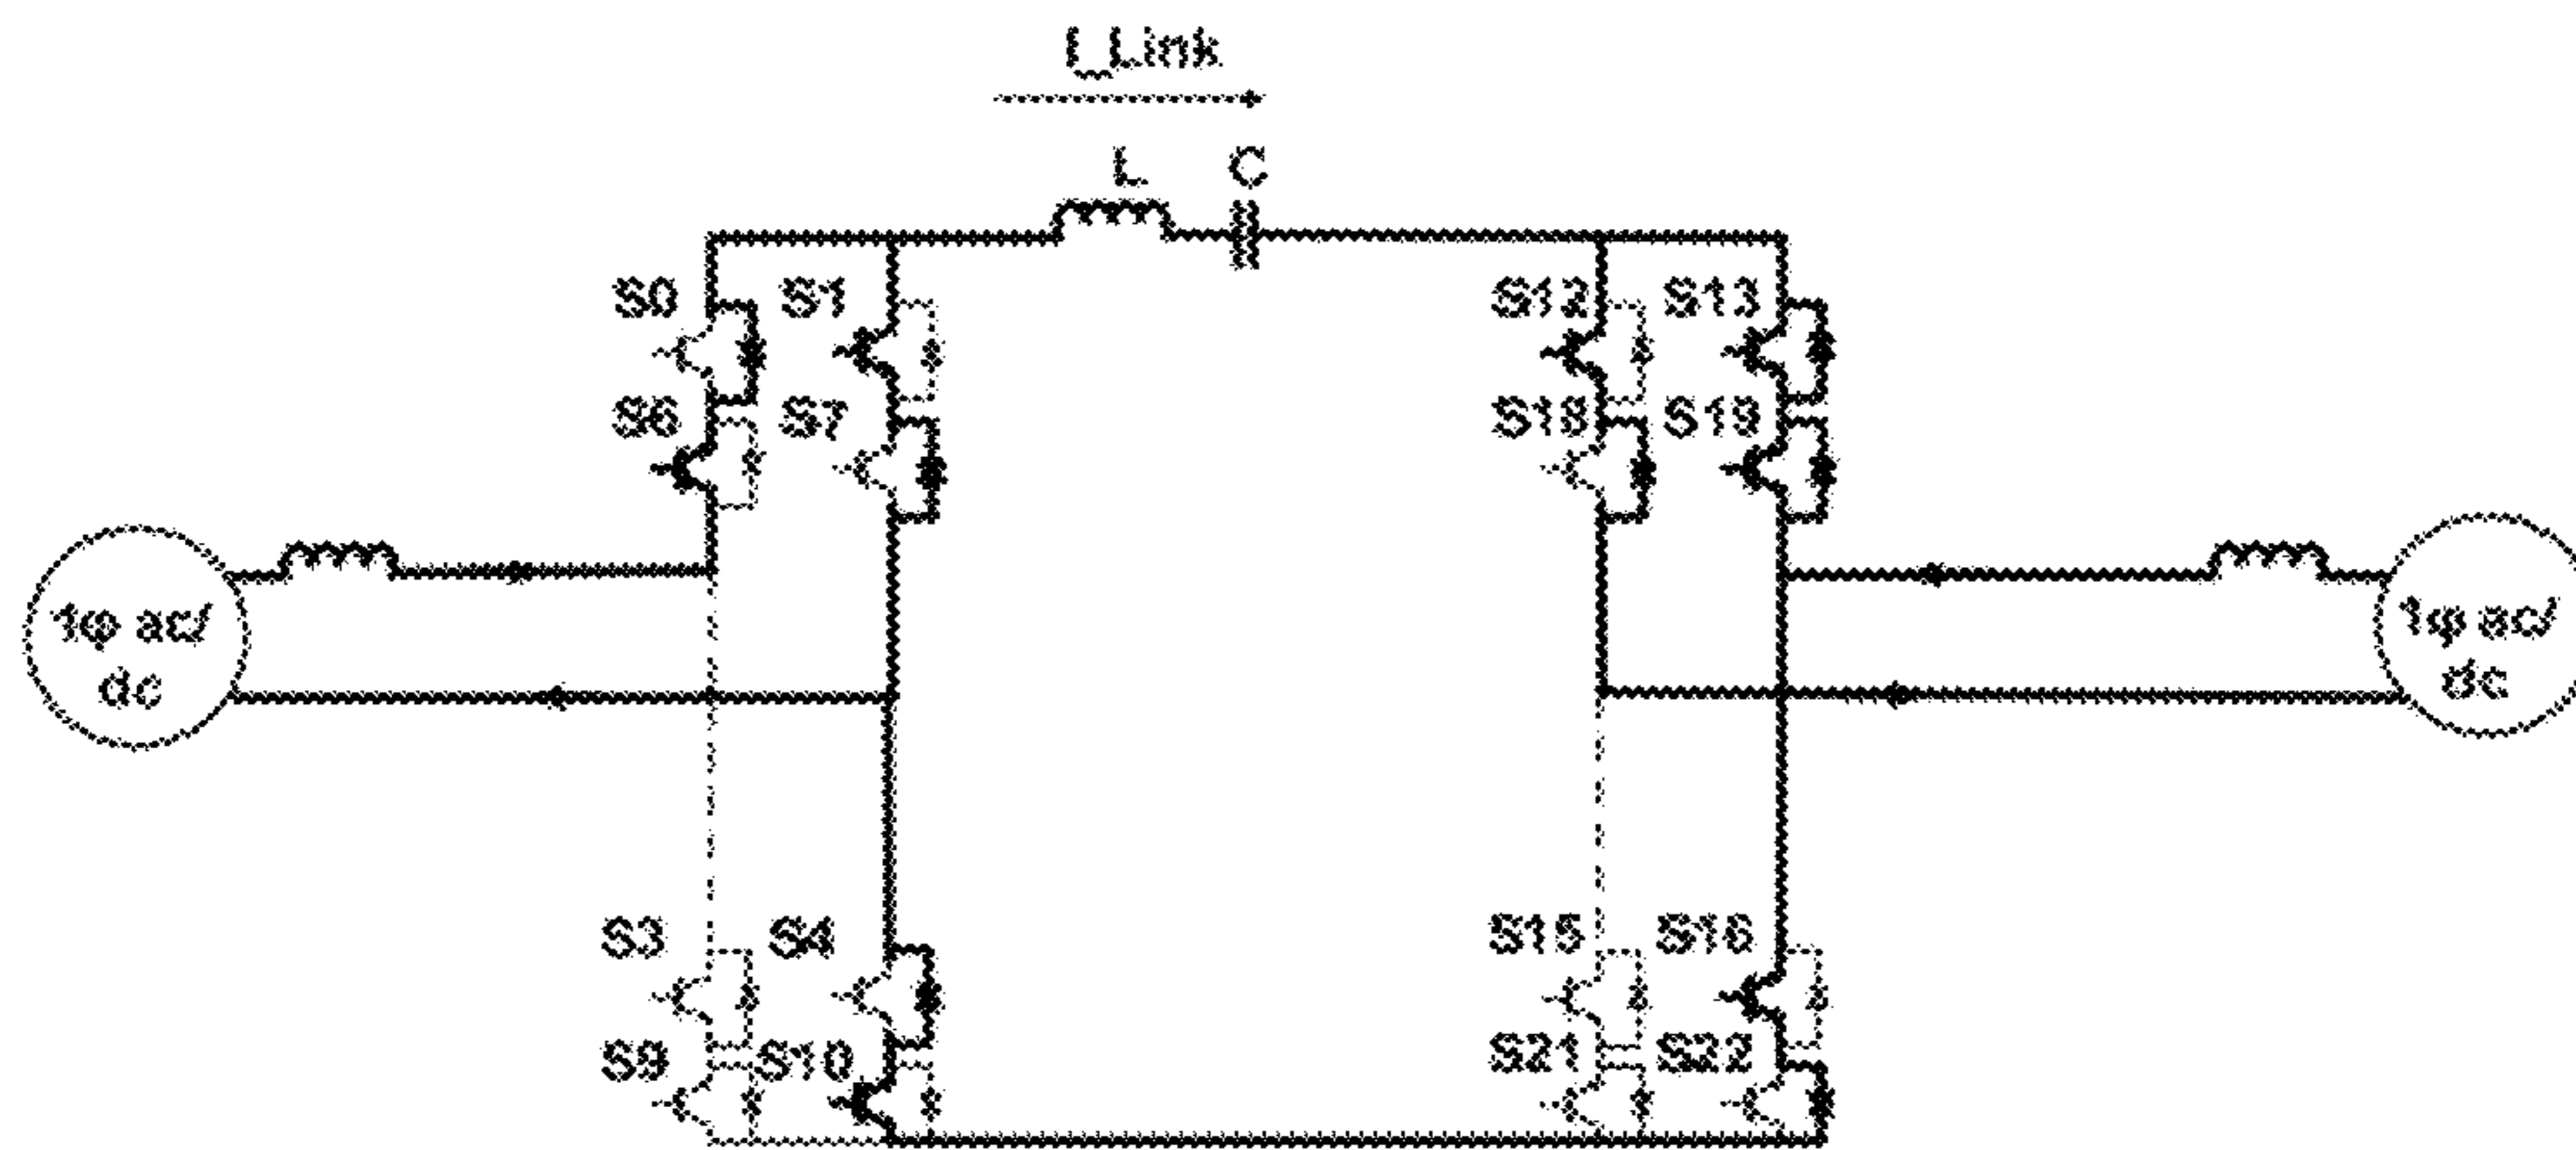 I_Link
L C
S0 S1 S12 S13
S6 S7 S18 S19
1φ ac/
dc
1φ ac/
dc
S3 S4 S15 S16
S9 S10 S21 S22